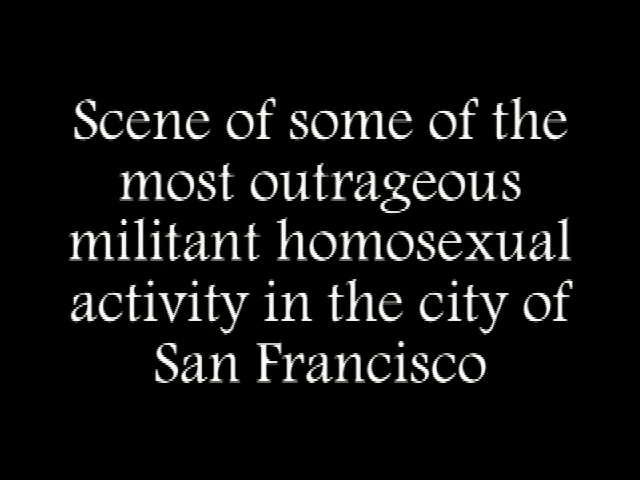 Scene of some of the
most outrageous
militant homosexual
activity in the city of
San Francisco